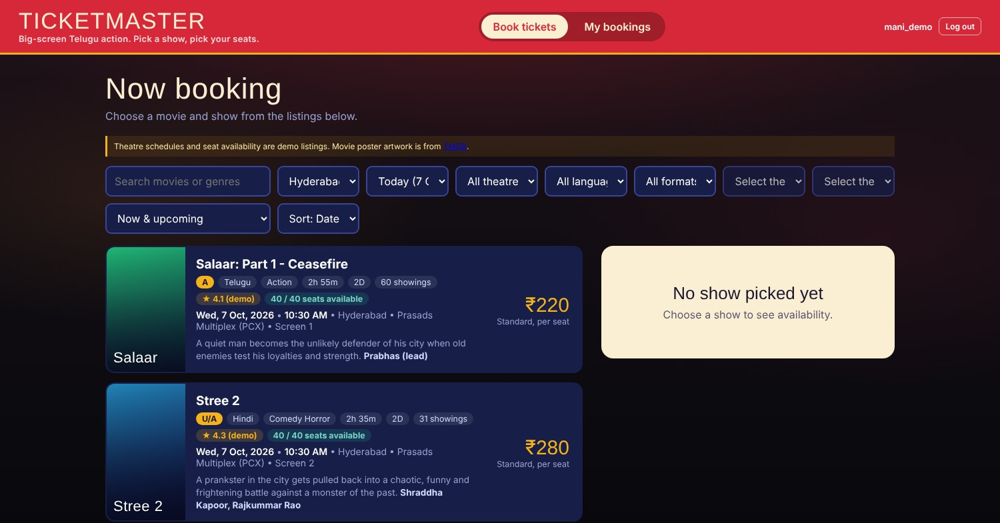 TICKETMASTER
Big-screen Telugu action. Pick a show, pick your seats.
Book tickets
My bookings
mani_demo
Log out
Now booking
Choose a movie and show from the listings below.
Theatre schedules and seat availability are demo listings. Movie poster artwork is from TMDB.
Search movies or genres
Today (7
All theatre
All format
Select the
Select the
Now & upcoming
Sort: Date
Salaar
Salaar: Part 1 - Ceasefire
A Telugu Action 2h 55m 2D 60 showings
★ 4.1 (demo) 40 / 40 seats available
Wed, 7 Oct, 2026 • 10:30 AM • Hyderabad • Prasads
Multiplex (PCX) • Screen 1
A quiet man becomes the unlikely defender of his city when old
enemies test his loyalties and strength. Prabhas (lead)
₹220
Standard, per seat
No show picked yet
Choose a show to see availability.
Stree 2
Stree 2
U/A Hindi Comedy Horror 2h 35m 2D 31 showings
★ 4.3 (demo) 40 / 40 seats available
Wed, 7 Oct, 2026 • 10:30 AM • Hyderabad • Prasads
Multiplex (PCX) • Screen 2
A prankster in the city gets pulled back into a chaotic, funny and
frightening battle against a monster of the past. Shraddha
Kapoor, Rajkummar Rao
₹280
Standard, per seat